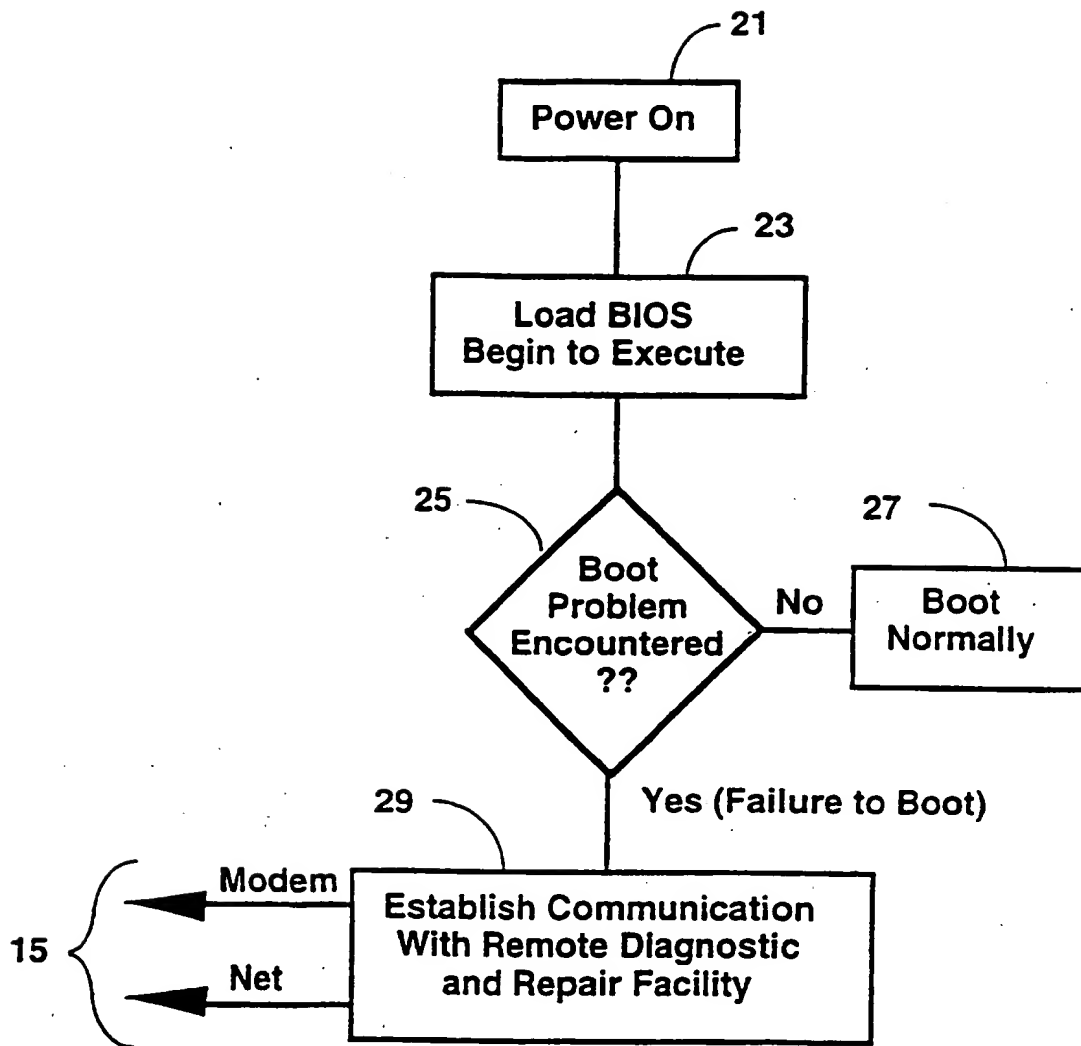 21
Power On
23
Load BIOS
Begin to Execute
25
Boot
Problem
Encountered
??
No
27
Boot
Normally
Yes (Failure to Boot)
29
Establish Communication
With Remote Diagnostic
and Repair Facility
Modem
Net
15